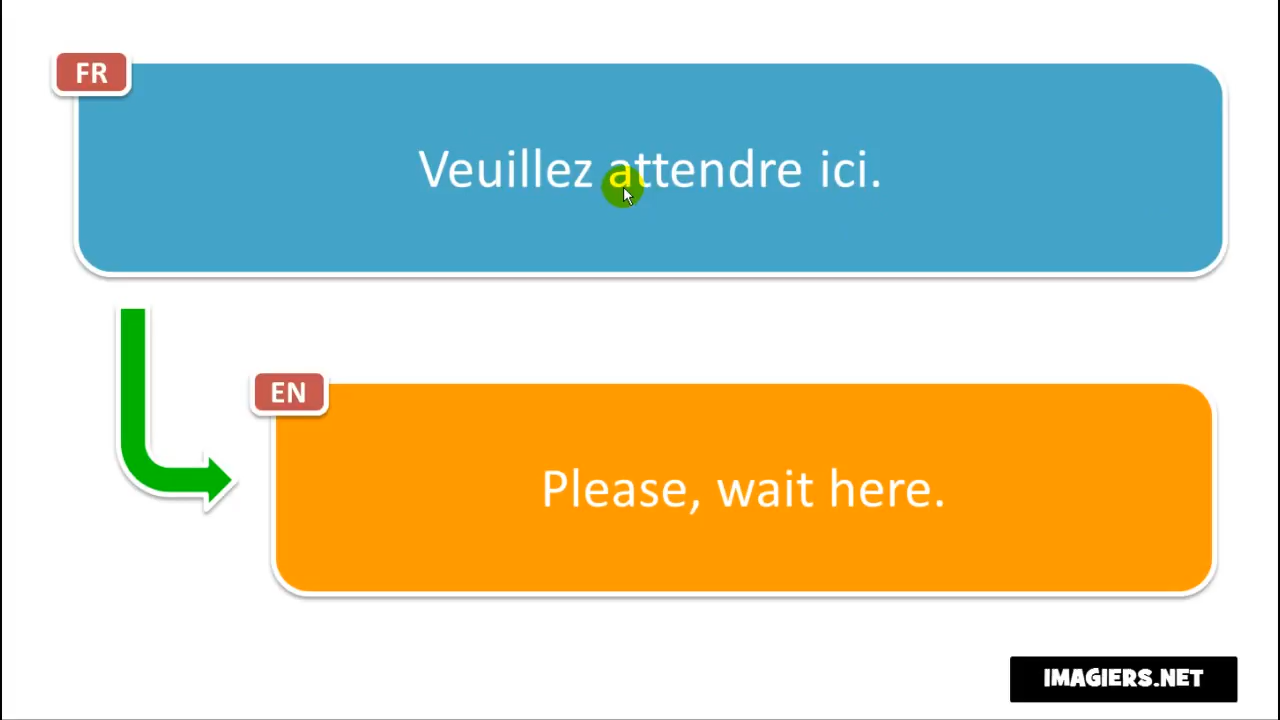 FR
Veuillez attendre ici.
EN
Please, wait here.
IMAGIERS.NET